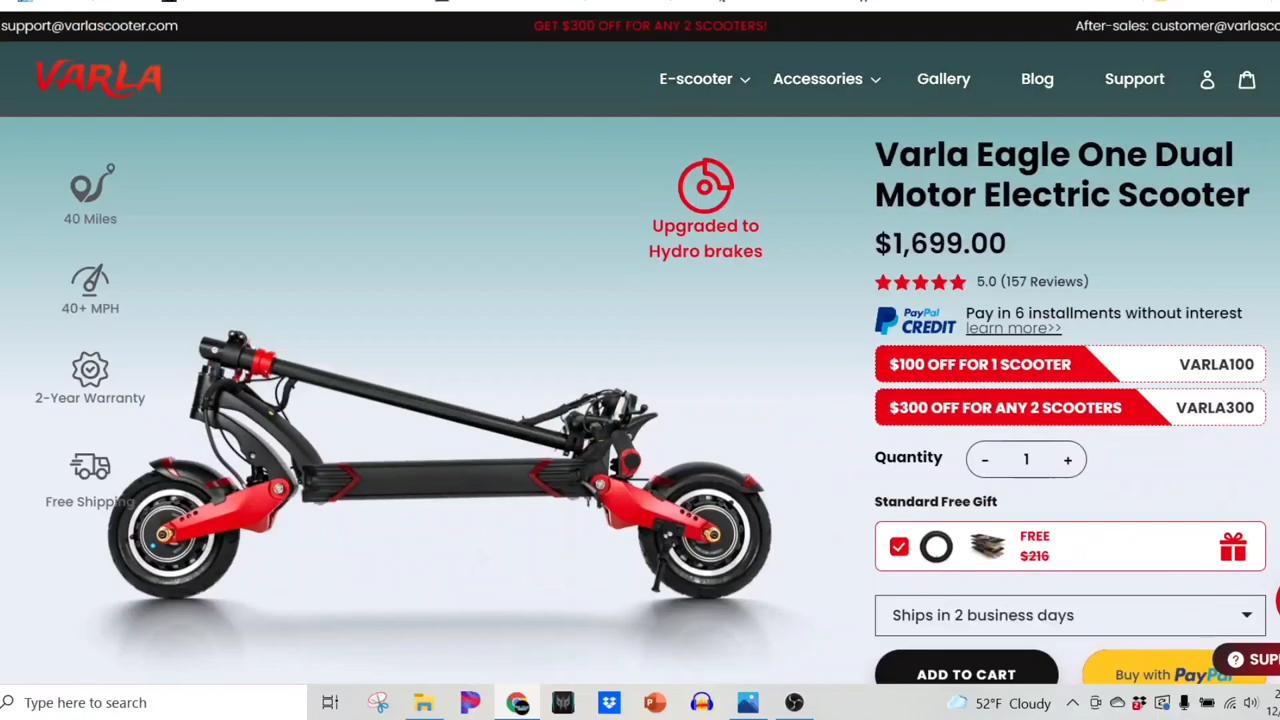 support@varlascooter.com
GET $300 OFF FOR ANY 2 SCOOTERS!
After-sales: customer@varlasco
VARLA
E-scooter
Accessories
Gallery
Blog
Support
40 Miles
40+ MPH
2-Year Warranty
Free Shipping
Upgraded to
Hydro brakes
Varla Eagle One Dual
Motor Electric Scooter
$1,699.00
5.0 (157 Reviews)
PayPal
CREDIT
Pay in 6 installments without interest
learn more>>
$100 OFF FOR 1 SCOOTER
VARLA100
$300 OFF FOR ANY 2 SCOOTERS
VARLA300
Quantity
- 1 +
Standard Free Gift
FREE
$216
Ships in 2 business days
ADD TO CART
Buy with PayPal
SUP
Type here to search
52°F Cloudy